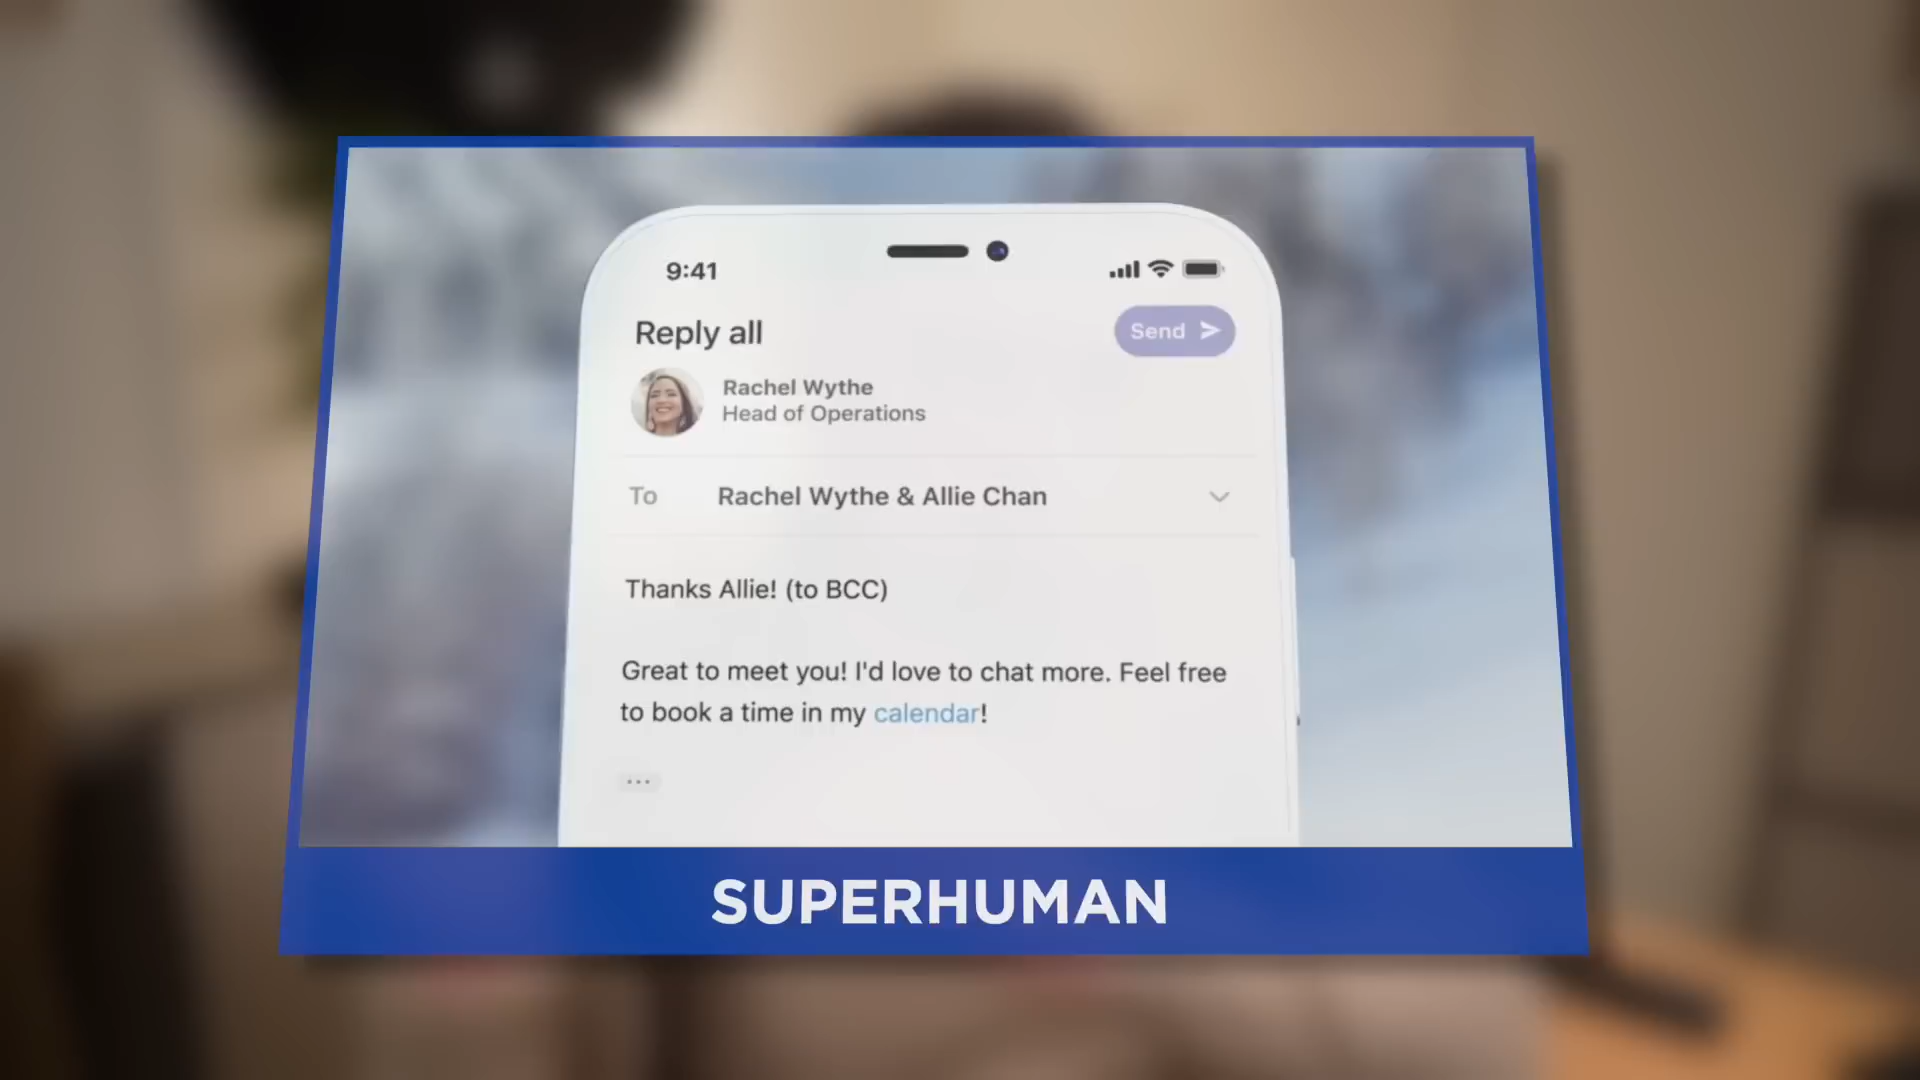 9:41
Reply all
Send
Rachel Wythe
Head of Operations
To Rachel Wythe & Allie Chan
Thanks Allie! (to BCC)
Great to meet you! I'd love to chat more. Feel free
to book a time in my calendar!
...
SUPERHUMAN